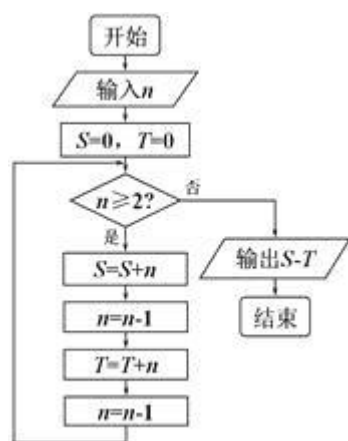 开始
输入n
S=0，T=0
n≥2?
否
是
S=S+n
输出S-T
n=n-1
结束
T=T+n
n=n-1